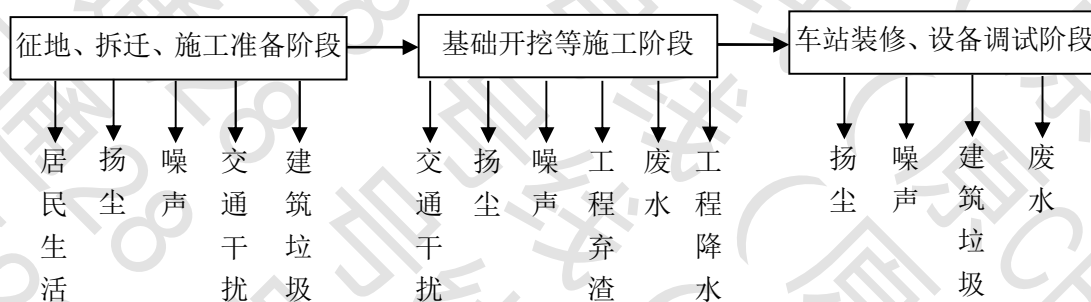 征地、拆迁、施工准备阶段
基础开挖等施工阶段
车站装修、设备调试阶段
居民生活
扬尘
噪声
交通干扰
建筑垃圾
交通干扰
扬尘
噪声
工程弃渣
废水
工程降水
扬尘
噪声
建筑垃圾
废水